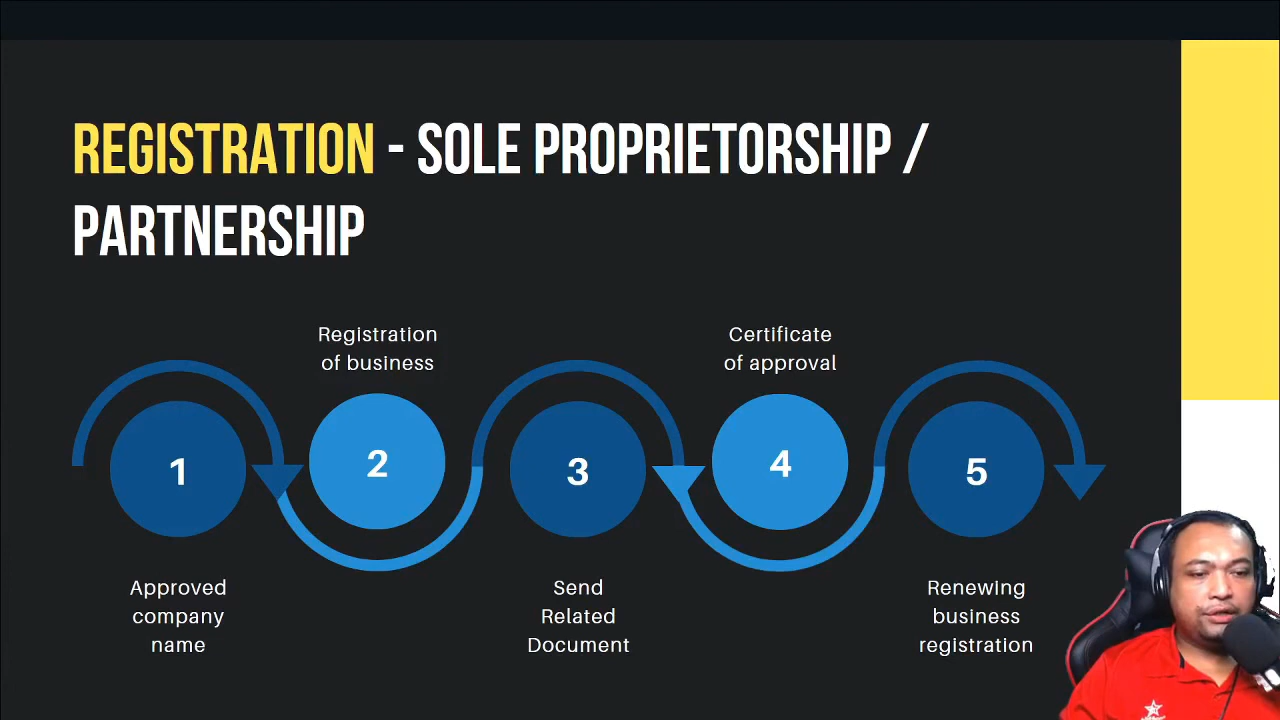 REGISTRATION - SOLE PROPRIETORSHIP /
PARTNERSHIP
1
Approved
company
name
2
Registration
of business
3
Send
Related
Document
4
Certificate
of approval
5
Renewing
business
registration